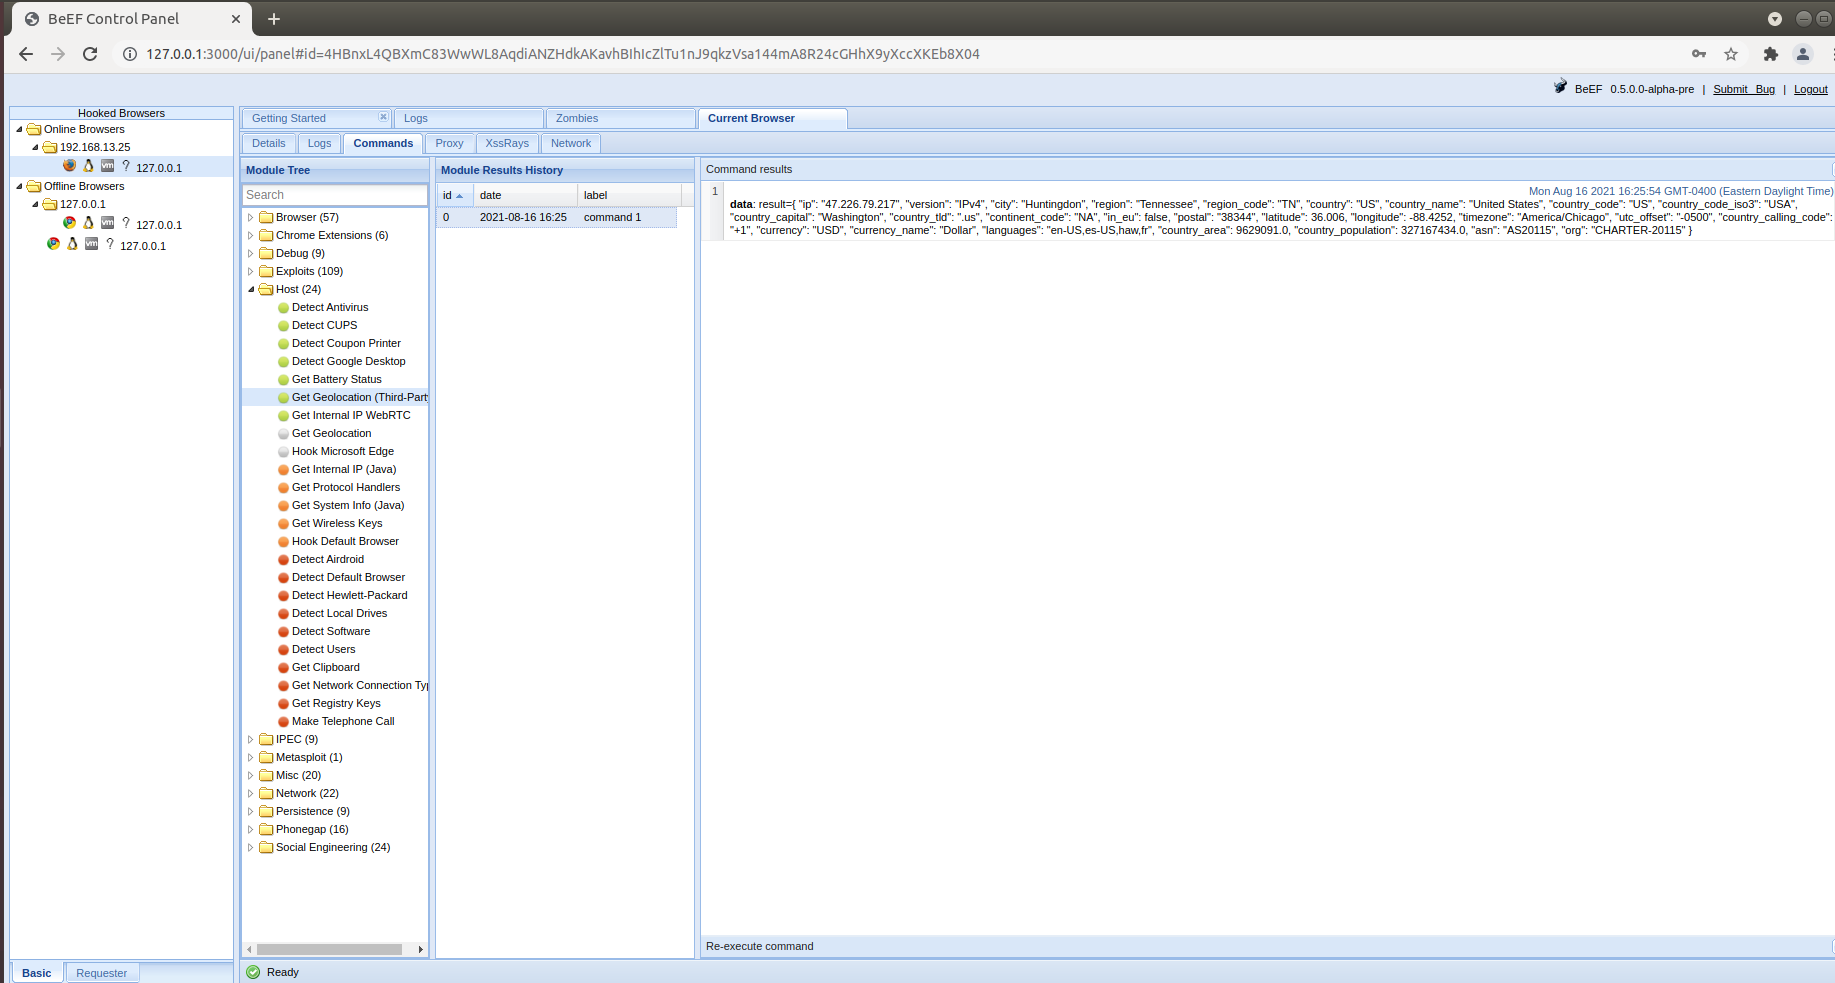 BeEF Control Panel
127.0.0.1:3000/ui/panel#id=4HBnxL4QBXmC83WwWL8AqdiANZHdkAKavhBIhIcZlTu1nJ9qkzVsa144mA8R24cGHhX9yXccXKEb8X04
BeEF 0.5.0.0-alpha-pre | Submit Bug | Logout
Hooked Browsers
Online Browsers
192.168.13.25
127.0.0.1
Offline Browsers
127.0.0.1
127.0.0.1
127.0.0.1
Basic Requester
Getting Started Logs Zombies Current Browser
Details Logs Commands Proxy XssRays Network
Module Tree
Search
Browser (57)
Chrome Extensions (6)
Debug (9)
Exploits (109)
Host (24)
Detect Antivirus
Detect CUPS
Detect Coupon Printer
Detect Google Desktop
Get Battery Status
Get Geolocation (Third-Part
Get Internal IP WebRTC
Get Geolocation
Hook Microsoft Edge
Get Internal IP (Java)
Get Protocol Handlers
Get System Info (Java)
Get Wireless Keys
Hook Default Browser
Detect Airdroid
Detect Default Browser
Detect Hewlett-Packard
Detect Local Drives
Detect Software
Detect Users
Get Clipboard
Get Network Connection Ty
Get Registry Keys
Make Telephone Call
IPEC (9)
Metasploit (1)
Misc (20)
Network (22)
Persistence (9)
Phonegap (16)
Social Engineering (24)
Module Results History
id date label
0 2021-08-16 16:25 command 1
Command results
1 Mon Aug 16 2021 16:25:54 GMT-0400 (Eastern Daylight Time)
data: result={ "ip": "47.226.79.217", "version": "IPv4", "city": "Huntingdon", "region": "Tennessee", "region_code": "TN", "country": "US", "country_name": "United States", "country_code": "US", "country_code_iso3": "USA",
"country_capital": "Washington", "country_tld": ".us", "continent_code": "NA", "in_eu": false, "postal": "38344", "latitude": 36.006, "longitude": -88.4252, "timezone": "America/Chicago", "utc_offset": "-0500", "country_calling_code":
"+1", "currency": "USD", "currency_name": "Dollar", "languages": "en-US,es-US,haw,fr", "country_area": 9629091.0, "country_population": 327167434.0, "asn": "AS20115", "org": "CHARTER-20115" }
Re-execute command
Ready